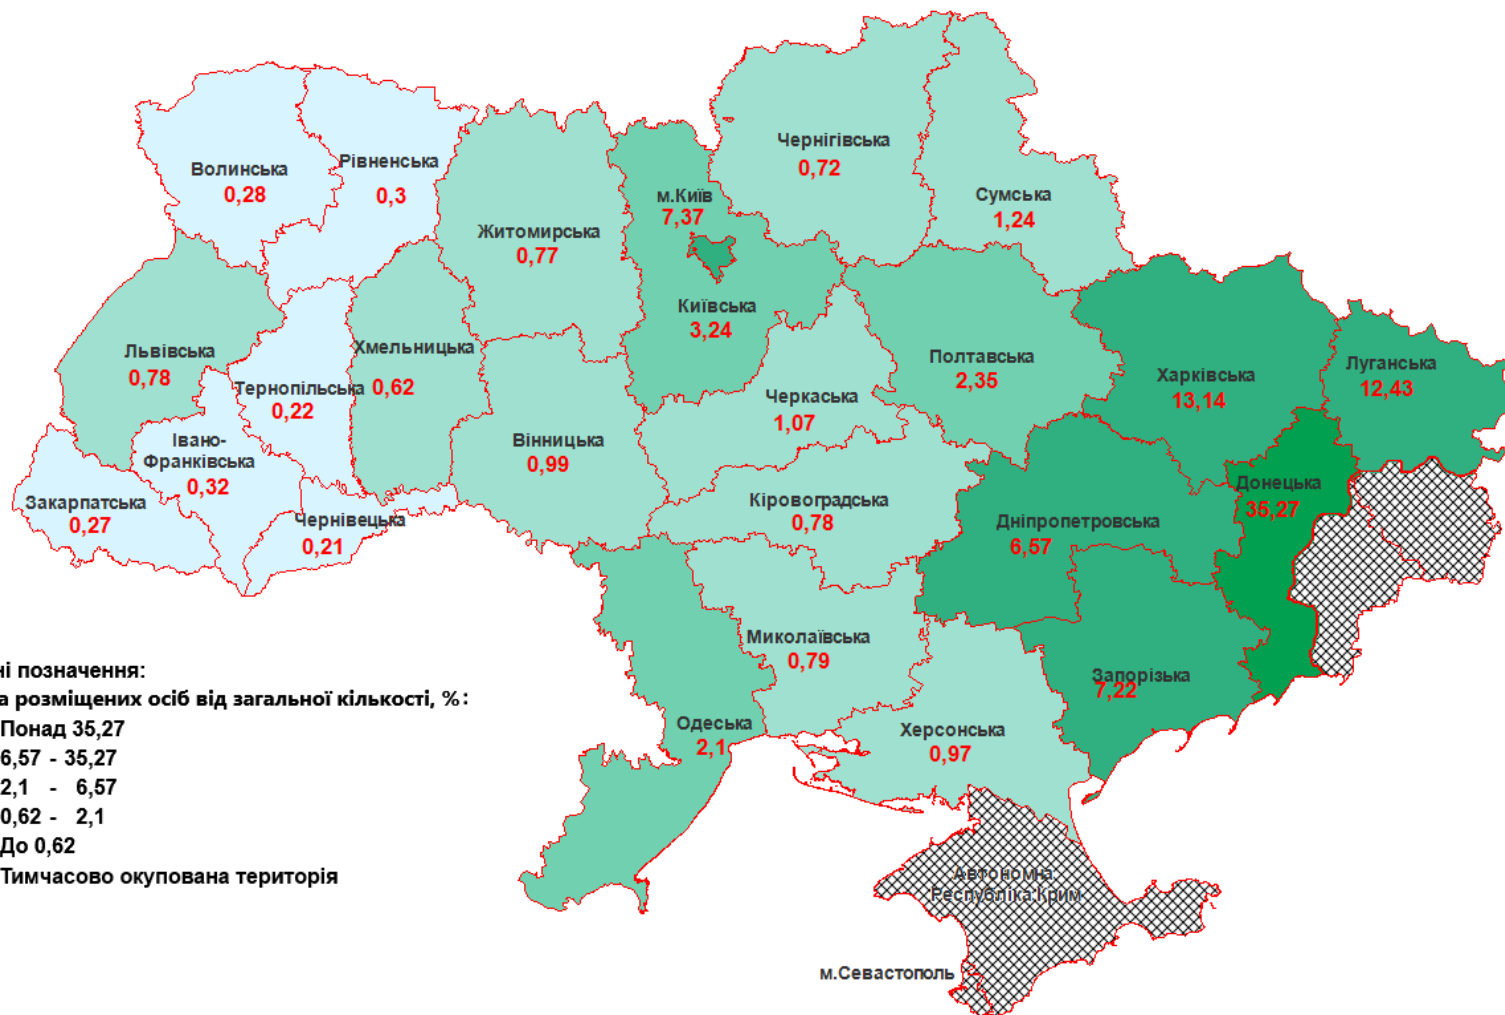 Чернігівська
0,72
Волинська
0,28
Рівненська
0,3
м.Київ
7,37
Сумська
1,24
Житомирська
0,77
Київська
3,24
Львівська
0,78
Хмельницька
0,62
Тернопільська
0,22
Полтавська
2,35
Харківська
13,14
Луганська
12,43
Черкаська
1,07
Вінницька
0,99
Івано-
Франківська
0,32
Закарпатська
0,27
Чернівецька
0,21
Кіровоградська
0,78
Дніпропетровська
6,57
Донецька
35,27
Миколаївська
0,79
Запорізька
7,22
Одеська
2,1
Херсонська
0,97
Автономна
Республіка Крим
м.Севастополь
ні позначення:
а розміщених осіб від загальної кількості, %:
Понад 35,27
6,57 - 35,27
2,1 - 6,57
0,62 - 2,1
До 0,62
Тимчасово окупована територія